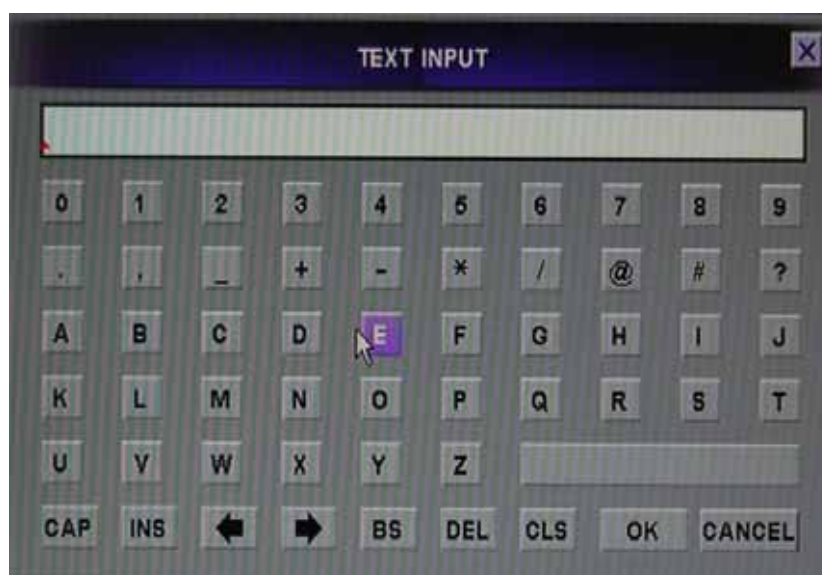 TEXT INPUT X
0 1 2 3 4 5 6 7 8 9
. , _ + - * / @ # ?
A B C D E F G H I J
K L M N O P Q R S T
U V W X Y Z
CAP INS BS DEL CLS OK CANCEL